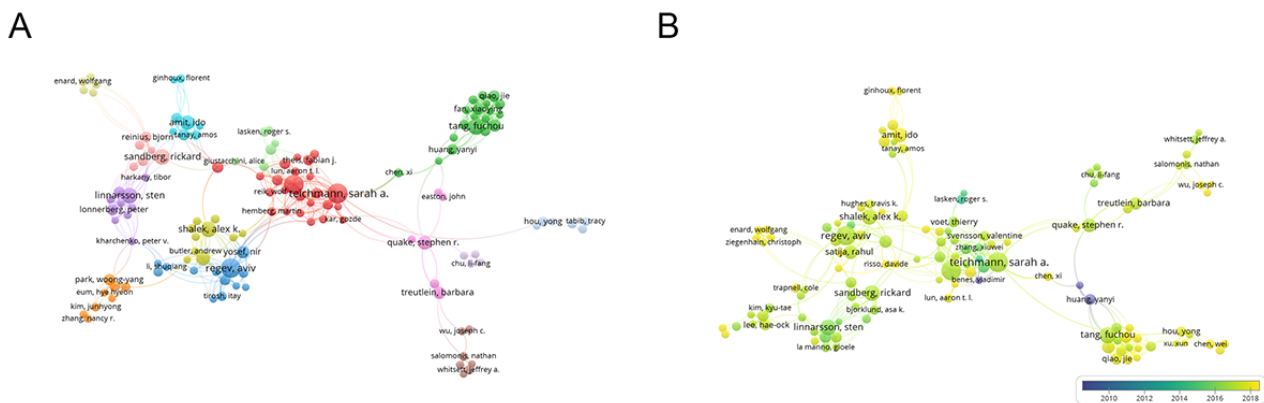 A
enard, wolfgang
ginhoux, florent
amit, ido
tanay, amos
reinius, bjorn
sandberg, rickard
harkany, tibor
linnarsson, sten
lonnerberg, peter
kharchenko, peter v.
park, woong-yang
eum, hye hyeon
kim, junhyong
zhang, nancy r.
giustacchini, alice
lasken, roger s.
theis, fabian j.
lun, aaron t. l.
reik, wolf
teichmann, sarah a.
hemberg, martin
kar, gozde
shalek, alex k.
butler, andrew
yosef, nir
li, shuqiang
regev, aviv
tirosh, itay
qiao, jie
fan, xiaoying
tang, fuchou
huang, yanyi
chen, xi
easton, john
quake, stephen r.
hou, yong
tabib, tracy
chu, li-fang
treutlein, barbara
wu, joseph c.
salomonis, nathan
whitsett, jeffrey a.
B
ginhoux, florent
amit, ido
tanay, amos
hughes, travis k.
shalek, alex k.
enard, wolfgang
ziegenhain, christoph
regev, aviv
satija, rahul
lasken, roger s.
voet, thierry
svensson, valentine
zhang, xiuwei
risso, davide
teichmann, sarah a.
benes, vladimir
lun, aaron t. l.
trapnell, cole
sandberg, rickard
bjorklund, asa k.
kim, kyu-tae
lee, hae-ock
linnarsson, sten
la manno, gioele
whitsett, jeffrey a.
salomonis, nathan
wu, joseph c.
chu, li-fang
treutlein, barbara
quake, stephen r.
chen, xi
huang, yanyi
tang, fuchou
hou, yong
xu, xun
chen, wei
qiao, jie
2010 2012 2014 2016 2018